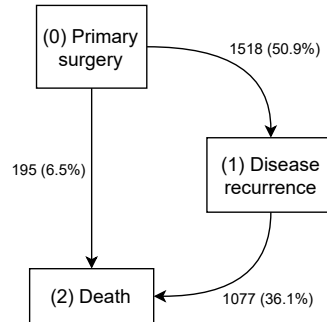 (0) Primary
surgery
1518 (50.9%)
195 (6.5%)
(1) Disease
recurrence
(2) Death
1077 (36.1%)